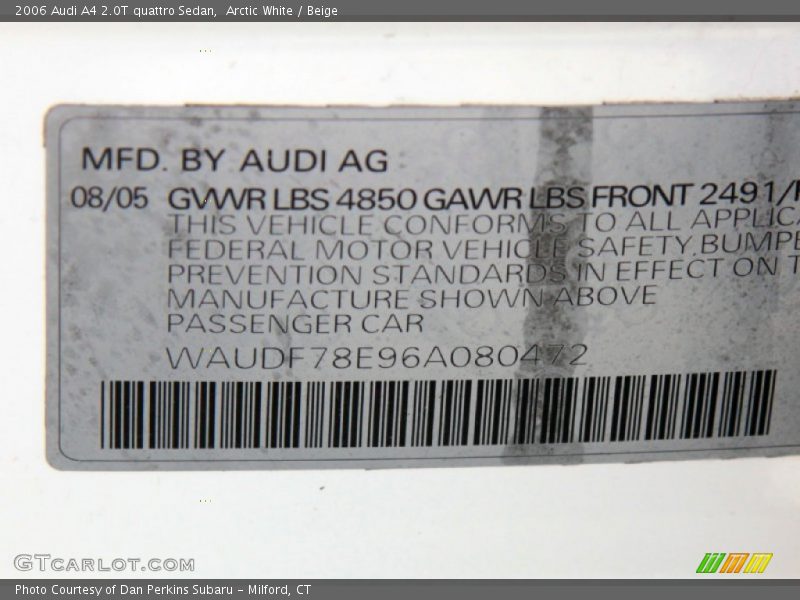 2006 Audi A4 2.0T quattro Sedan, Arctic White / Beige
MFD. BY AUDI AG
08/05 GVWR LBS 4850 GAWR LBS FRONT 2491/
THIS VEHICLE CONFORMS TO ALL APPLICA
FEDERAL MOTOR VEHICLE SAFETY BUMPE
PREVENTION STANDARDS IN EFFECT ON T
MANUFACTURE SHOWN ABOVE
PASSENGER CAR
WAUDF78E96A080472
GTCARLOT.COM
Photo Courtesy of Dan Perkins Subaru - Milford, CT